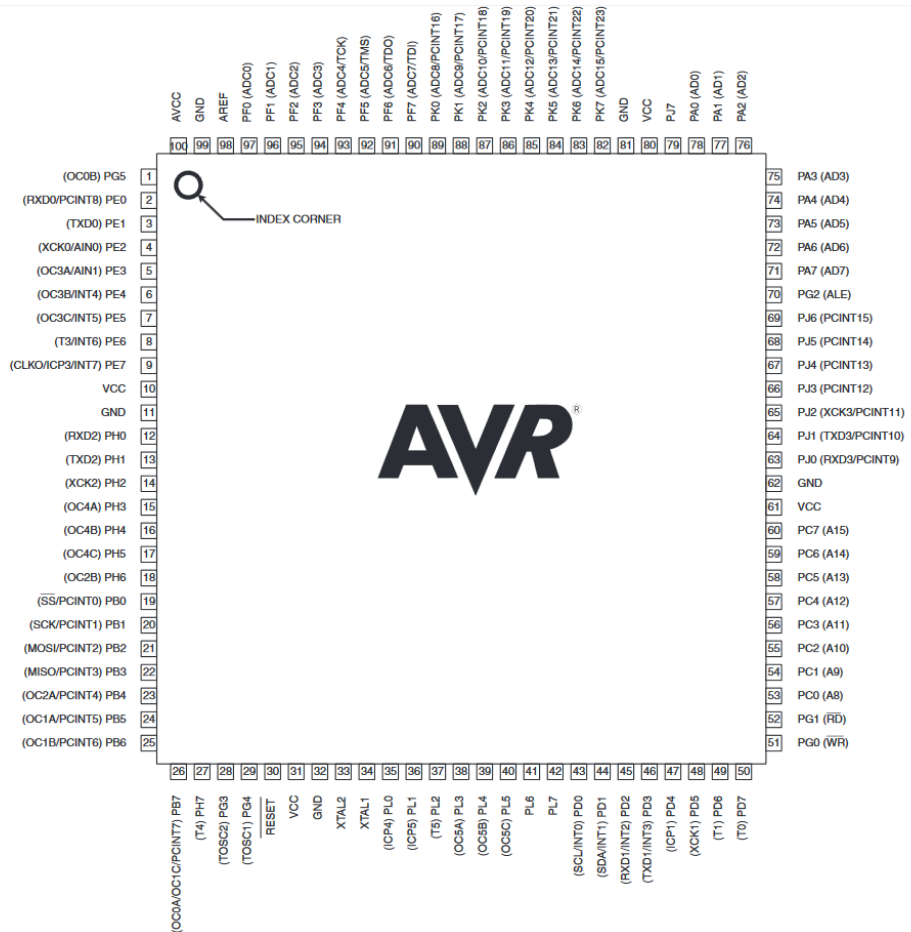 AVCC
GND
AREF
PF0 (ADC0)
PF1 (ADC1)
PF2 (ADC2)
PF3 (ADC3)
PF4 (ADC4/TCK)
PF5 (ADC5/TMS)
PF6 (ADC6/TDO)
PF7 (ADC7/TDI)
PK0 (ADC8/PCINT16)
PK1 (ADC9/PCINT17)
PK2 (ADC10/PCINT18)
PK3 (ADC11/PCINT19)
PK4 (ADC12/PCINT20)
PK5 (ADC13/PCINT21)
PK6 (ADC14/PCINT22)
PK7 (ADC15/PCINT23)
GND
VCC
PJ7
PA0 (AD0)
PA1 (AD1)
PA2 (AD2)
100 99 98 97 96 95 94 93 92 91 90 89 88 87 86 85 84 83 82 81 80 79 78 77 76
(OC0B) PG5 1
(RXD0/PCINT8) PE0 2
(TXD0) PE1 3
(XCK0/AIN0) PE2 4
(OC3A/AIN1) PE3 5
(OC3B/INT4) PE4 6
(OC3C/INT5) PE5 7
(T3/INT6) PE6 8
(CLKO/ICP3/INT7) PE7 9
VCC 10
GND 11
(RXD2) PH0 12
(TXD2) PH1 13
(XCK2) PH2 14
(OC4A) PH3 15
(OC4B) PH4 16
(OC4C) PH5 17
(OC2B) PH6 18
(SS/PCINT0) PB0 19
(SCK/PCINT1) PB1 20
(MOSI/PCINT2) PB2 21
(MISO/PCINT3) PB3 22
(OC2A/PCINT4) PB4 23
(OC1A/PCINT5) PB5 24
(OC1B/PCINT6) PB6 25
INDEX CORNER
AVR®
75 PA3 (AD3)
74 PA4 (AD4)
73 PA5 (AD5)
72 PA6 (AD6)
71 PA7 (AD7)
70 PG2 (ALE)
69 PJ6 (PCINT15)
68 PJ5 (PCINT14)
67 PJ4 (PCINT13)
66 PJ3 (PCINT12)
65 PJ2 (XCK3/PCINT11)
64 PJ1 (TXD3/PCINT10)
63 PJ0 (RXD3/PCINT9)
62 GND
61 VCC
60 PC7 (A15)
59 PC6 (A14)
58 PC5 (A13)
57 PC4 (A12)
56 PC3 (A11)
55 PC2 (A10)
54 PC1 (A9)
53 PC0 (A8)
52 PG1 (RD)
51 PG0 (WR)
26 27 28 29 30 31 32 33 34 35 36 37 38 39 40 41 42 43 44 45 46 47 48 49 50
(OC0A/OC1C/PCINT7) PB7
(T4) PH7
(TOSC2) PG3
(TOSC1) PG4
RESET
VCC
GND
XTAL2
XTAL1
(ICP4) PL0
(ICP5) PL1
(T5) PL2
(OC5A) PL3
(OC5B) PL4
(OC5C) PL5
PL6
PL7
(SCL/INT0) PD0
(SDA/INT1) PD1
(RXD1/INT2) PD2
(TXD1/INT3) PD3
(ICP1) PD4
(XCK1) PD5
(T1) PD6
(T0) PD7